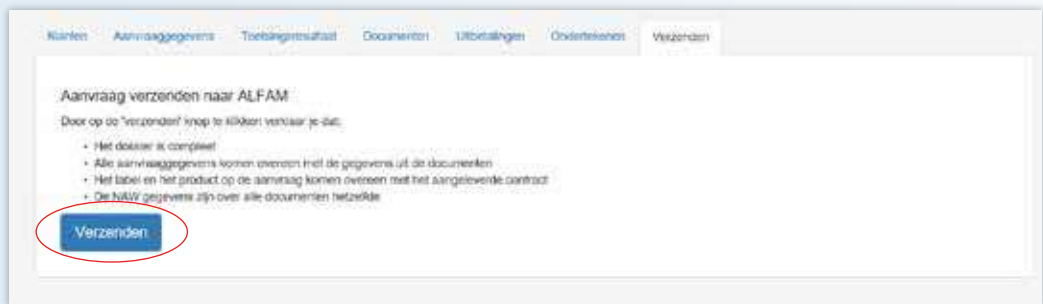 Klanten Aanvraaggegevens Toetsingsresultaat Documenten Uitbetalingen Ondertekenen Verzenden
Aanvraag verzenden naar ALFAM
Door op de "verzenden" knop te klikken verklaar je dat:
• Het dossier is compleet
• Alle aanvraaggegevens komen overeen met de gegevens uit de documenten
• Het label en het product op de aanvraag komen overeen met het aangeleverde contract
• De NAW gegevens zijn over alle documenten hetzelfde
Verzenden